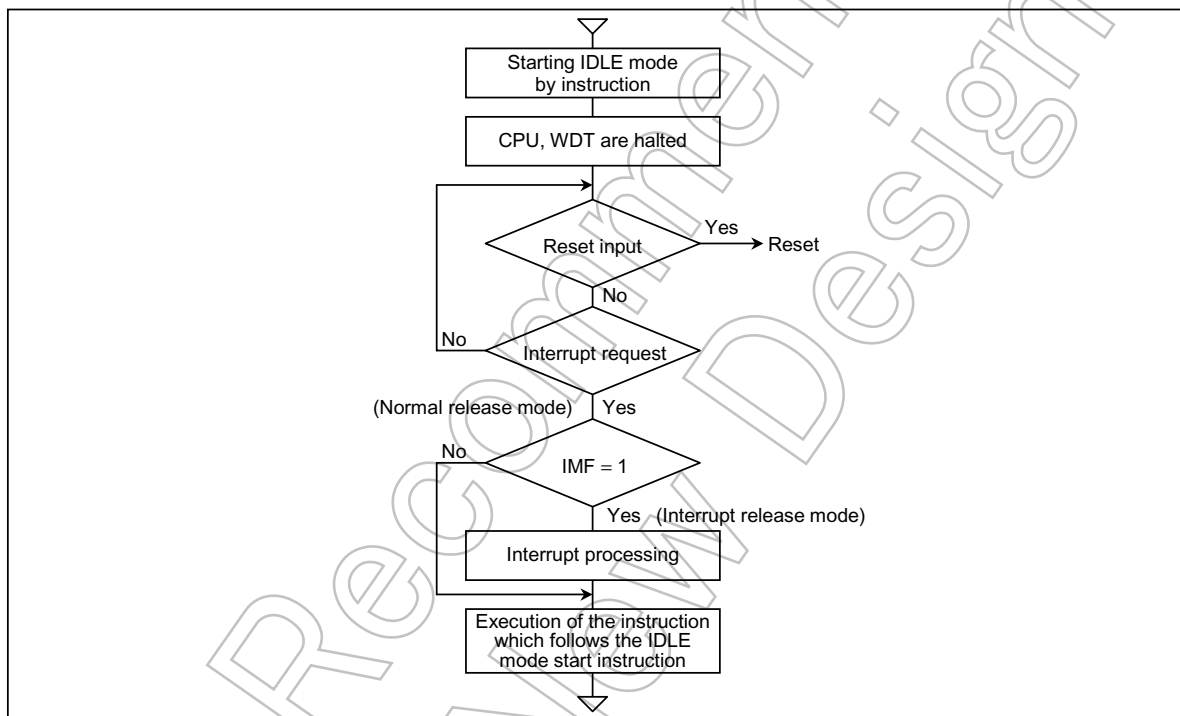 Starting IDLE mode
by instruction
CPU, WDT are halted
Reset input
Yes
Reset
No
No
Interrupt request
(Normal release mode)
Yes
No
IMF = 1
Yes
(Interrupt release mode)
Interrupt processing
Execution of the instruction
which follows the IDLE
mode start instruction